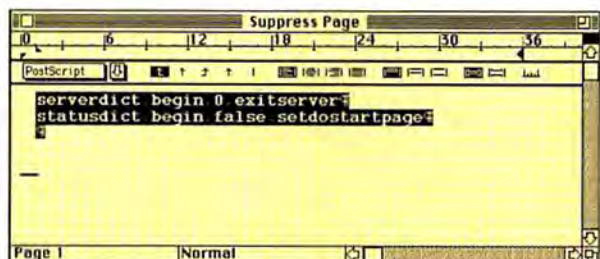 Suppress Page
0 6 12 18 24 30 36
PostScript
serverdict begin 0 exitserver¶
statusdict begin false setdostartpage¶
¶
Page 1 Normal